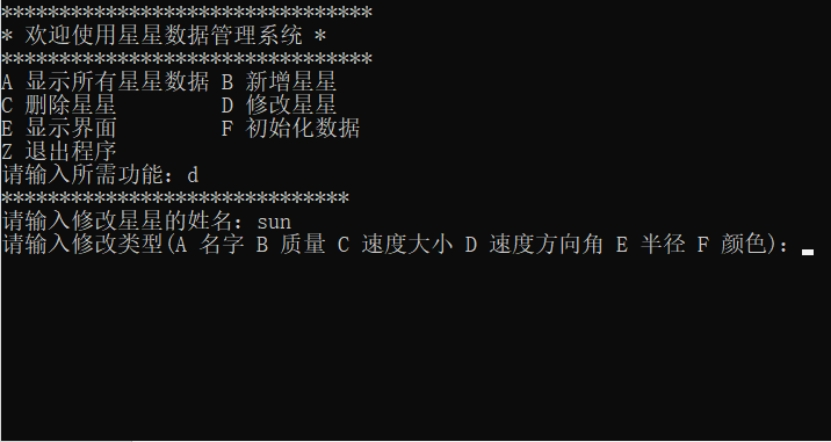 ********************************
* 欢迎使用星星数据管理系统 *
********************************
A 显示所有星星数据 B 新增星星
C 删除星星 D 修改星星
E 显示界面 F 初始化数据
Z 退出程序
请输入所需功能: d
******************************
请输入修改星星的姓名: sun
请输入修改类型(A 名字 B 质量 C 速度大小 D 速度方向角 E 半径 F 颜色):